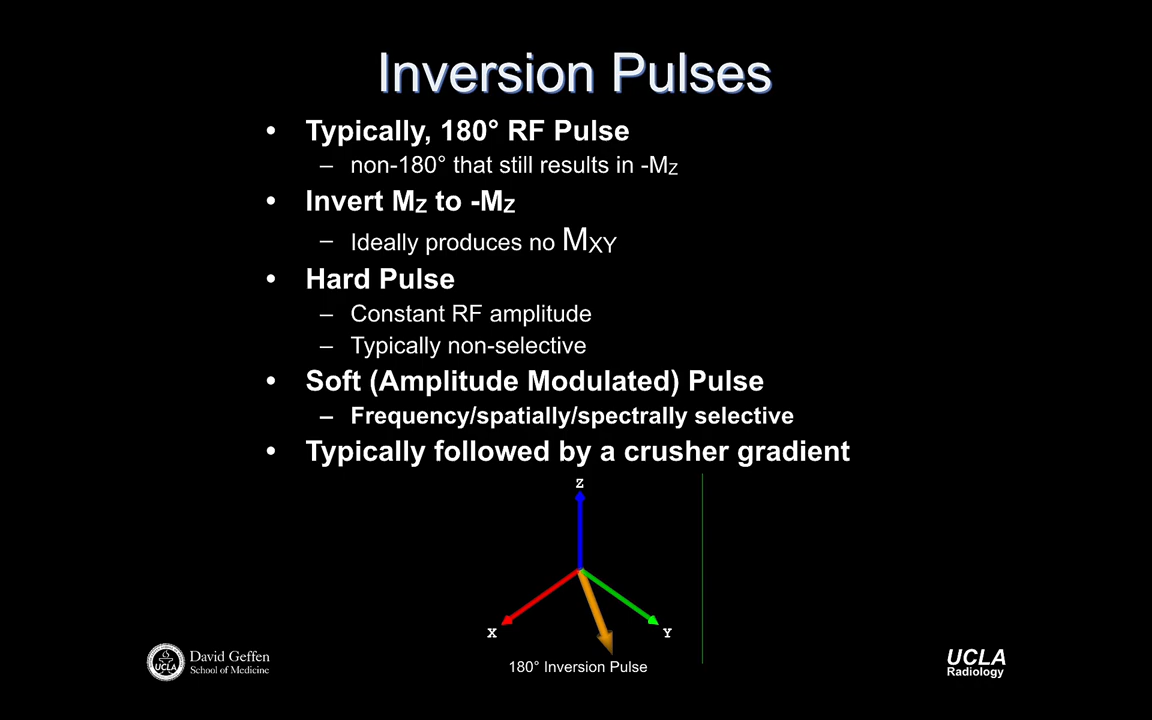 Inversion Pulses
• Typically, 180° RF Pulse
– non-180° that still results in -Mz
• Invert Mz to -Mz
– Ideally produces no MXY
• Hard Pulse
– Constant RF amplitude
– Typically non-selective
• Soft (Amplitude Modulated) Pulse
– Frequency/spatially/spectrally selective
• Typically followed by a crusher gradient
Z
X
Y
180° Inversion Pulse
UCLA
David Geffen
School of Medicine
UCLA
Radiology